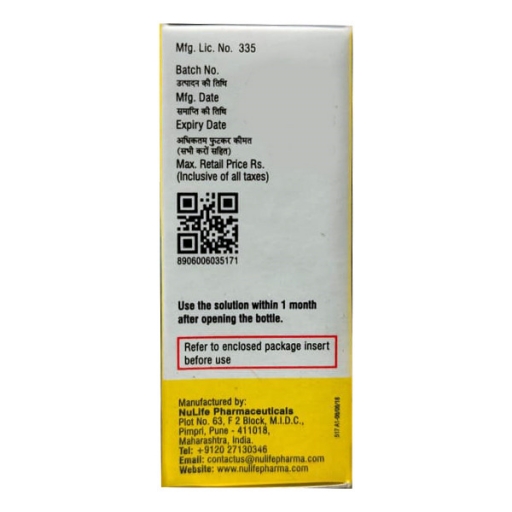 Mfg. Lic. No. 335
Batch No.
उत्पादन की तिथि
Mfg. Date
समाप्ति की तिथि
Expiry Date
अधिकतम फुटकर कीमत
(सभी करों सहित)
Max. Retail Price Rs.
(Inclusive of all taxes)
8906006035171
Use the solution within 1 month
after opening the bottle.
Refer to enclosed package insert
before use
Manufactured by:
NuLife Pharmaceuticals
Plot No. 63, F 2 Block, M.I.D.C.,
Pimpri, Pune - 411018,
Maharashtra, India.
Tel: +9120 27130346
Email: contactus@nulifepharma.com
Website: www.nulifepharma.com